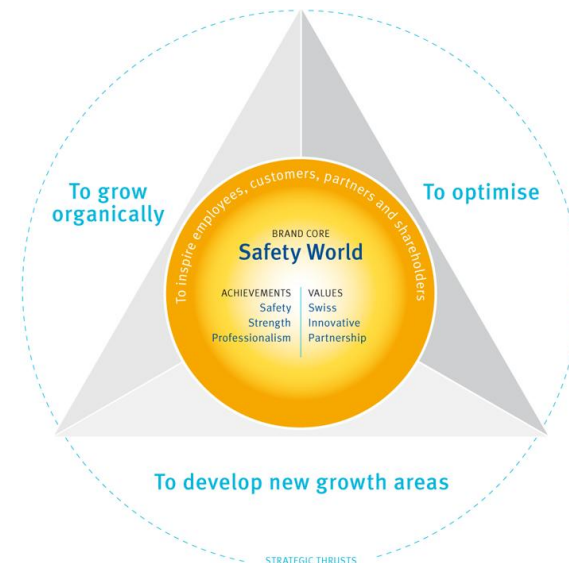 To grow
organically
To optimise
To inspire employees, customers, partners and shareholders
BRAND CORE
Safety World
ACHIEVEMENTS
Safety
Strength
Professionalism
VALUES
Swiss
Innovative
Partnership
To develop new growth areas
STRATEGIC THRUSTS